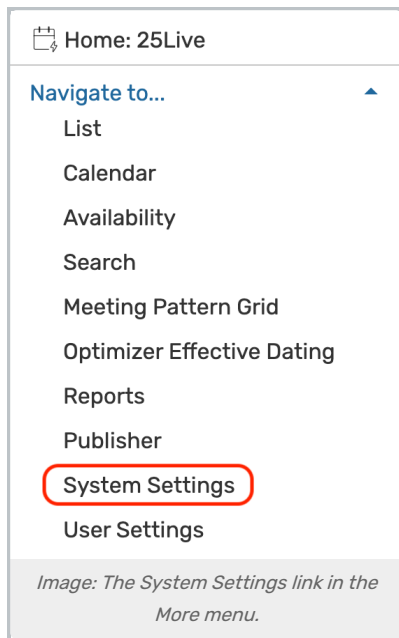 Home: 25Live
Navigate to...
List
Calendar
Availability
Search
Meeting Pattern Grid
Optimizer Effective Dating
Reports
Publisher
System Settings
User Settings
Image: The System Settings link in the
More menu.